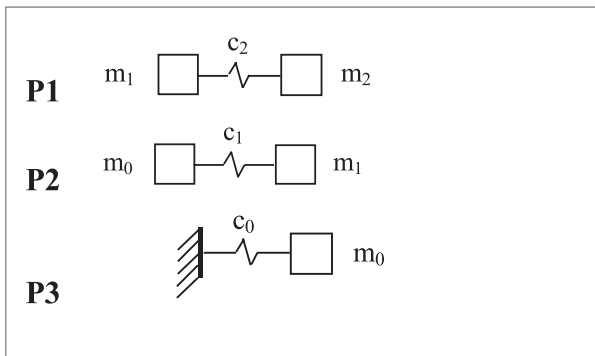 c₂
P1 m₁ m₂
c₁
P2 m₀ m₁
c₀
P3 m₀